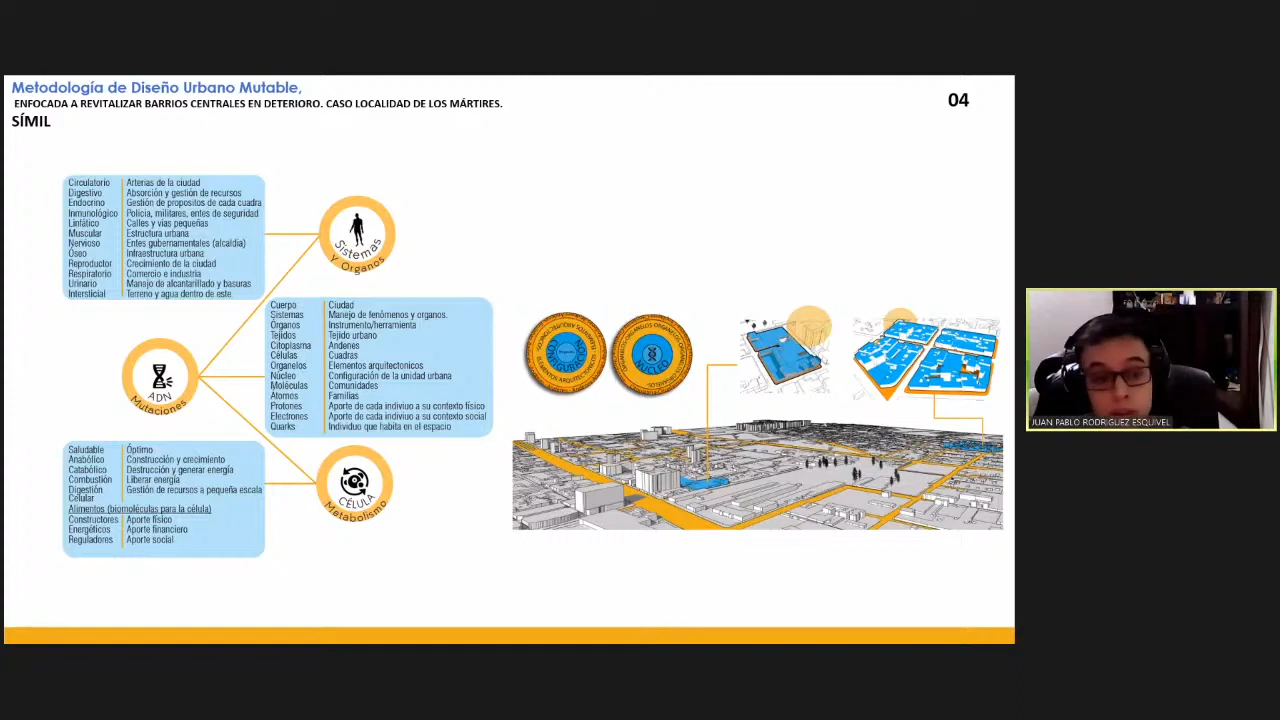 Metodología de Diseño Urbano Mutable,
ENFOCADA A REVITALIZAR BARRIOS CENTRALES EN DETERIORO. CASO LOCALIDAD DE LOS MÁRTIRES.
SÍMIL
04
Circulatorio Arterias de la ciudad
Digestivo Absorción y gestión de recursos
Endocrino Gestión de propositos de cada cuadra
Inmunológico Policía, militares, entes de seguridad
Linfático Calles y vías pequeñas
Muscular Estructura urbana
Nervioso Entes gubernamentales (alcaldía)
Óseo Infraestructura urbana
Reproductor Crecimiento de la ciudad
Respiratorio Comercio e industria
Urinario Manejo de alcantarillado y basuras
Intersticial Terreno y agua dentro de este.
Sistemas
Y Organos
Cuerpo Ciudad
Sistemas Manejo de fenómenos y organos.
Órganos Instrumento/herramienta
Tejidos Tejido urbano
Citoplasma Andenes
Células Cuadras
Organelos Elementos arquitectonicos
Núcleo Configuración de la unidad urbana
Moléculas Comunidades
Átomos Familias
Protones Aporte de cada indiviuo a su contexto físico
Electrones Aporte de cada indiviuo a su contexto social
Quarks Individuo que habita en el espacio
ADN
Mutaciones
Saludable Óptimo
Anabólico Construcción y crecimiento
Catabólico Destrucción y generar energía
Combustión Liberar energía
Digestión Gestión de recursos a pequeña escala
Celular
Alimentos (biomoléculas para la célula)
Constructores Aporte físico
Energéticos Aporte financiero
Reguladores Aporte social
CÉLULA
Metabolismo
NÚCLEO
JUAN PABLO RODRIGUEZ ESQUIVEL